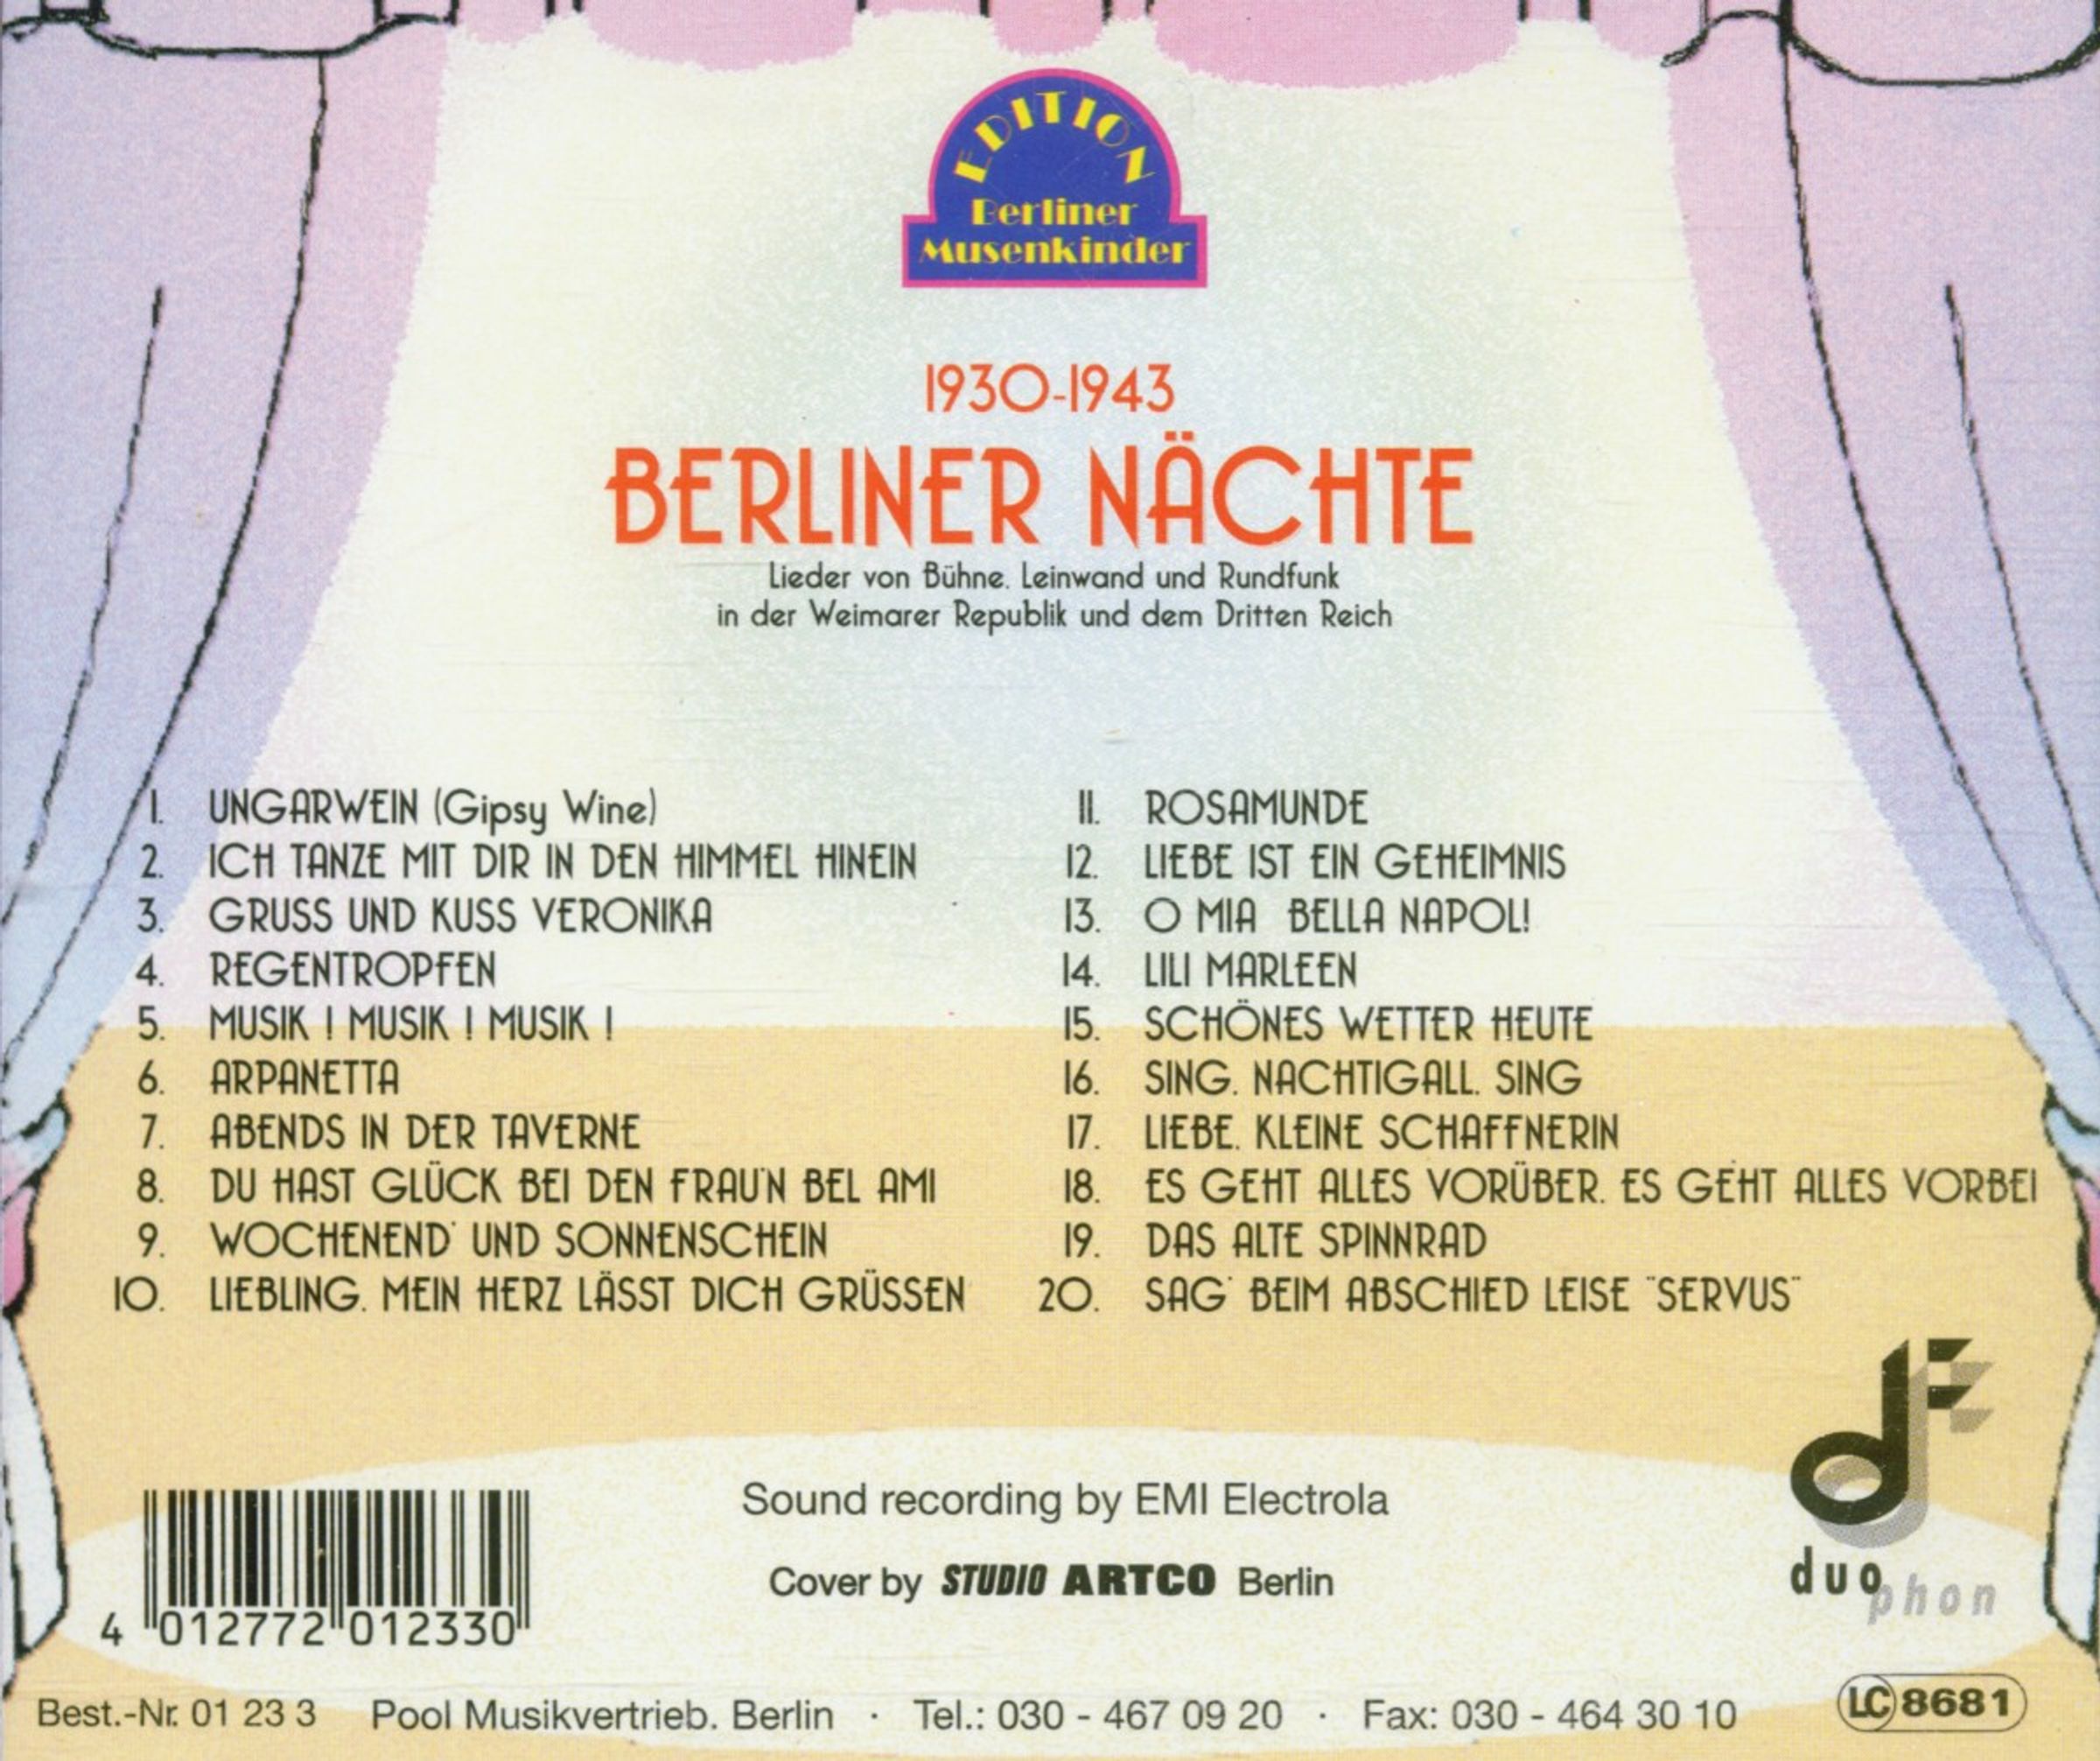 EDITION
Berliner
Musenkinder
1930-1943
BERLINER NÄCHTE
Lieder von Bühne. Leinwand und Rundfunk
in der Weimarer Republik und dem Dritten Reich
1. UNGARWEIN (Gipsy Wine)
2. ICH TANZE MIT DIR IN DEN HIMMEL HINEIN
3. GRUSS UND KUSS VERONIKA
4. REGENTROPFEN
5. MUSIK ! MUSIK ! MUSIK !
6. ARPANETTA
7. ABENDS IN DER TAVERNE
8. DU HAST GLÜCK BEI DEN FRAU'N BEL AMI
9. WOCHENEND' UND SONNENSCHEIN
10. LIEBLING. MEIN HERZ LÄSST DICH GRÜSSEN
11. ROSAMUNDE
12. LIEBE IST EIN GEHEIMNIS
13. O MIA BELLA NAPOL!
14. LILI MARLEEN
15. SCHÖNES WETTER HEUTE
16. SING. NACHTIGALL. SING
17. LIEBE. KLEINE SCHAFFNERIN
18. ES GEHT ALLES VORÜBER. ES GEHT ALLES VORBEI
19. DAS ALTE SPINNRAD
20. SAG' BEIM ABSCHIED LEISE "SERVUS"
Sound recording by EMI Electrola
Cover by STUDIO ARTCO Berlin
4 012772 012330
duophon
Best.-Nr. 01 23 3 Pool Musikvertrieb. Berlin · Tel.: 030 - 467 09 20 · Fax: 030 - 464 30 10
LC 8681